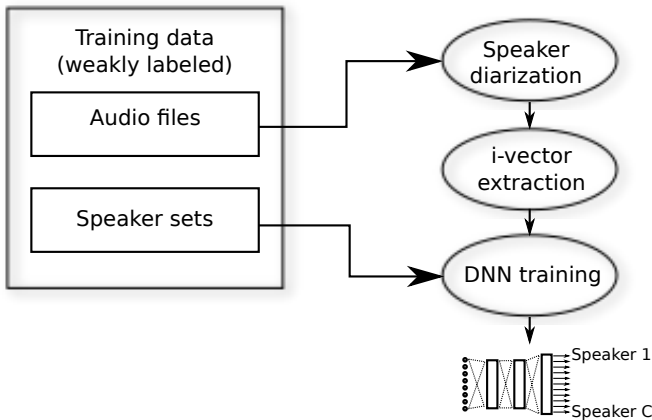 Training data
(weakly labeled)
Audio files
Speaker sets
Speaker
diarization
i-vector
extraction
DNN training
Speaker 1
Speaker C